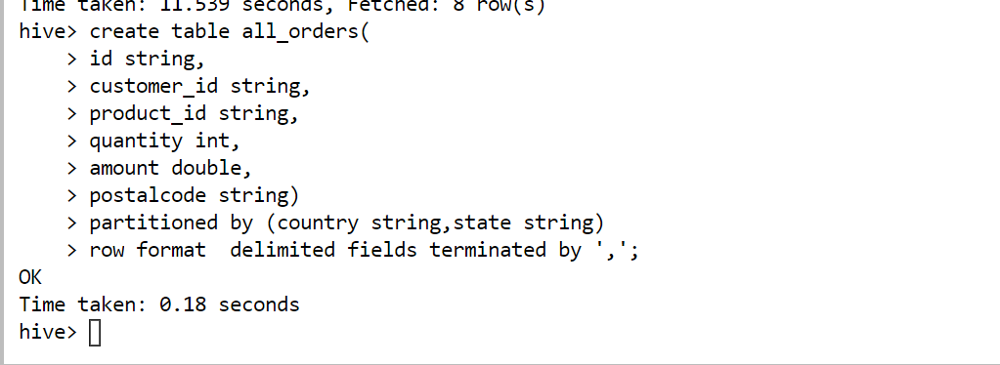 Time taken: 11.539 seconds, Fetched: 8 row(s)
hive> create table all_orders(
    > id string,
    > customer_id string,
    > product_id string,
    > quantity int,
    > amount double,
    > postalcode string)
    > partitioned by (country string,state string)
    > row format  delimited fields terminated by ',';
OK
Time taken: 0.18 seconds
hive>